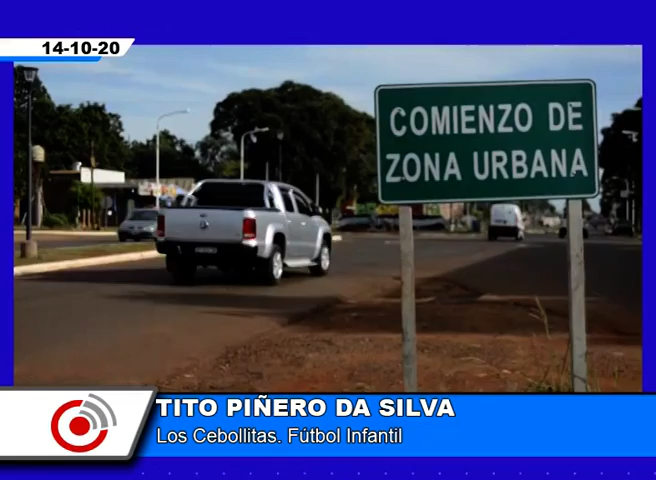 14-10-20
COMIENZO DE
ZONA URBANA
TITO PIÑERO DA SILVA
Los Cebollitas. Fútbol Infantil